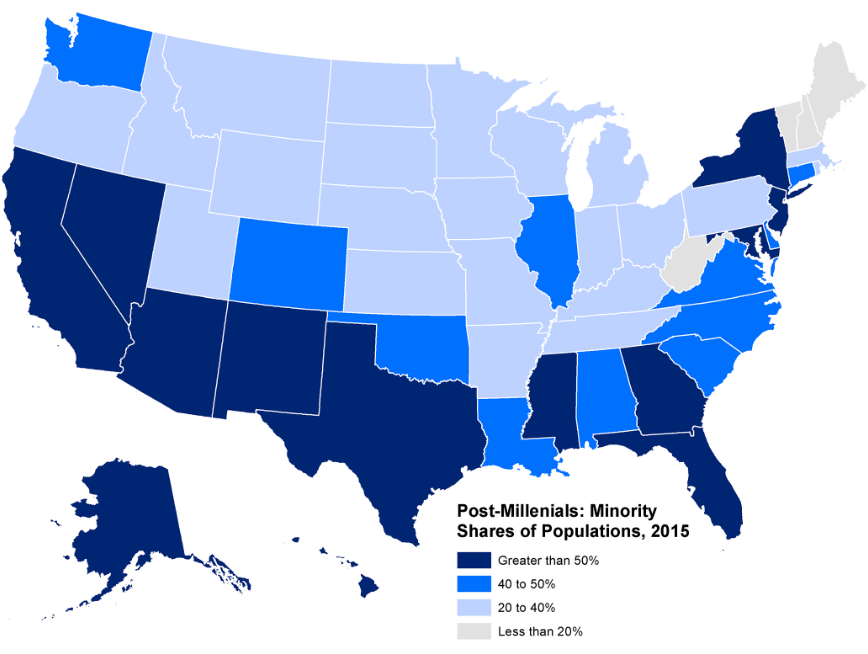 Post-Millenials: Minority
Shares of Populations, 2015
Greater than 50%
40 to 50%
20 to 40%
Less than 20%